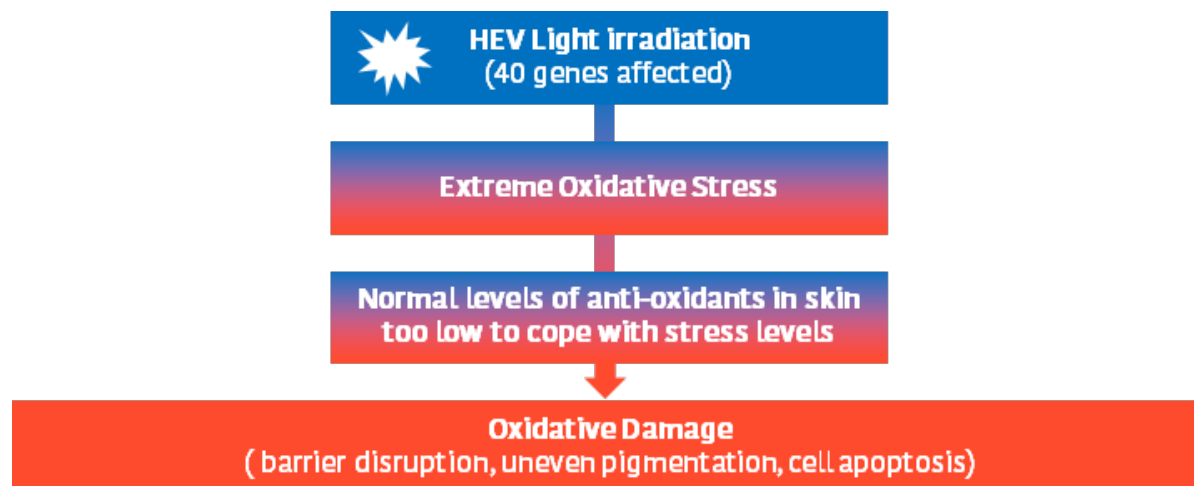 HEV Light irradiation
(40 genes affected)
Extreme Oxidative Stress
Normal levels of anti-oxidants in skin
too low to cope with stress levels
Oxidative Damage
( barrier disruption, uneven pigmentation, cell apoptosis)